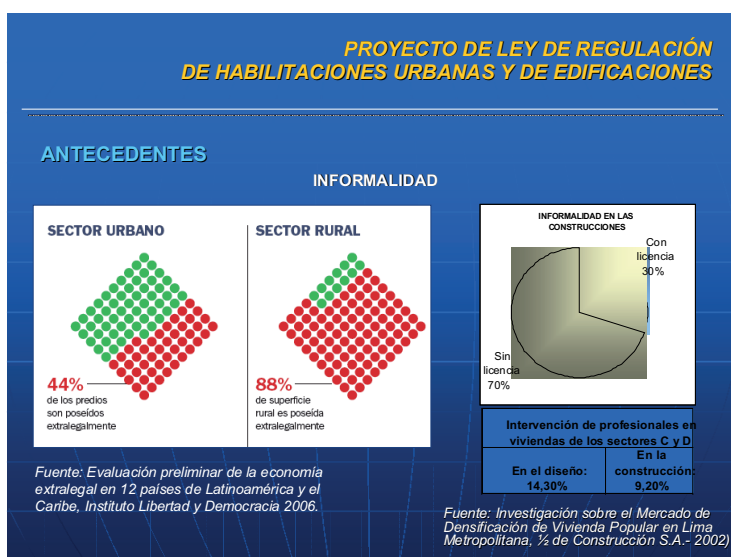 PROYECTO DE LEY DE REGULACIÓN
DE HABILITACIONES URBANAS Y DE EDIFICACIONES
ANTECEDENTES
INFORMALIDAD
SECTOR URBANO
44%
de los predios
son poseídos
extralegalmente
SECTOR RURAL
88%
de superficie
rural es poseída
extralegalmente
Fuente: Evaluación preliminar de la economía
extralegal en 12 países de Latinoamérica y el
Caribe, Instituto Libertad y Democracia 2006.
INFORMALIDAD EN LAS
CONSTRUCCIONES
Con
licencia
30%
Sin
licencia
70%
Intervención de profesionales en
viviendas de los sectores C y D
En el diseño:
14,30%
En la
construcción:
9,20%
Fuente: Investigación sobre el Mercado de
Densificación de Vivienda Popular en Lima
Metropolitana, ½ de Construcción S.A.- 2002)